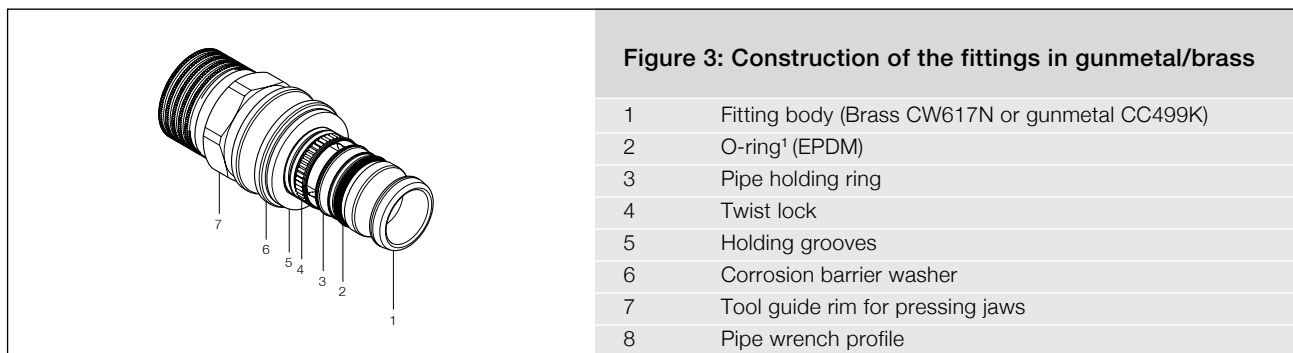 7
6
5
4
3
2
1
Figure 3: Construction of the fittings in gunmetal/brass
1 Fitting body (Brass CW617N or gunmetal CC499K)
2 O-ring¹ (EPDM)
3 Pipe holding ring
4 Twist lock
5 Holding grooves
6 Corrosion barrier washer
7 Tool guide rim for pressing jaws
8 Pipe wrench profile